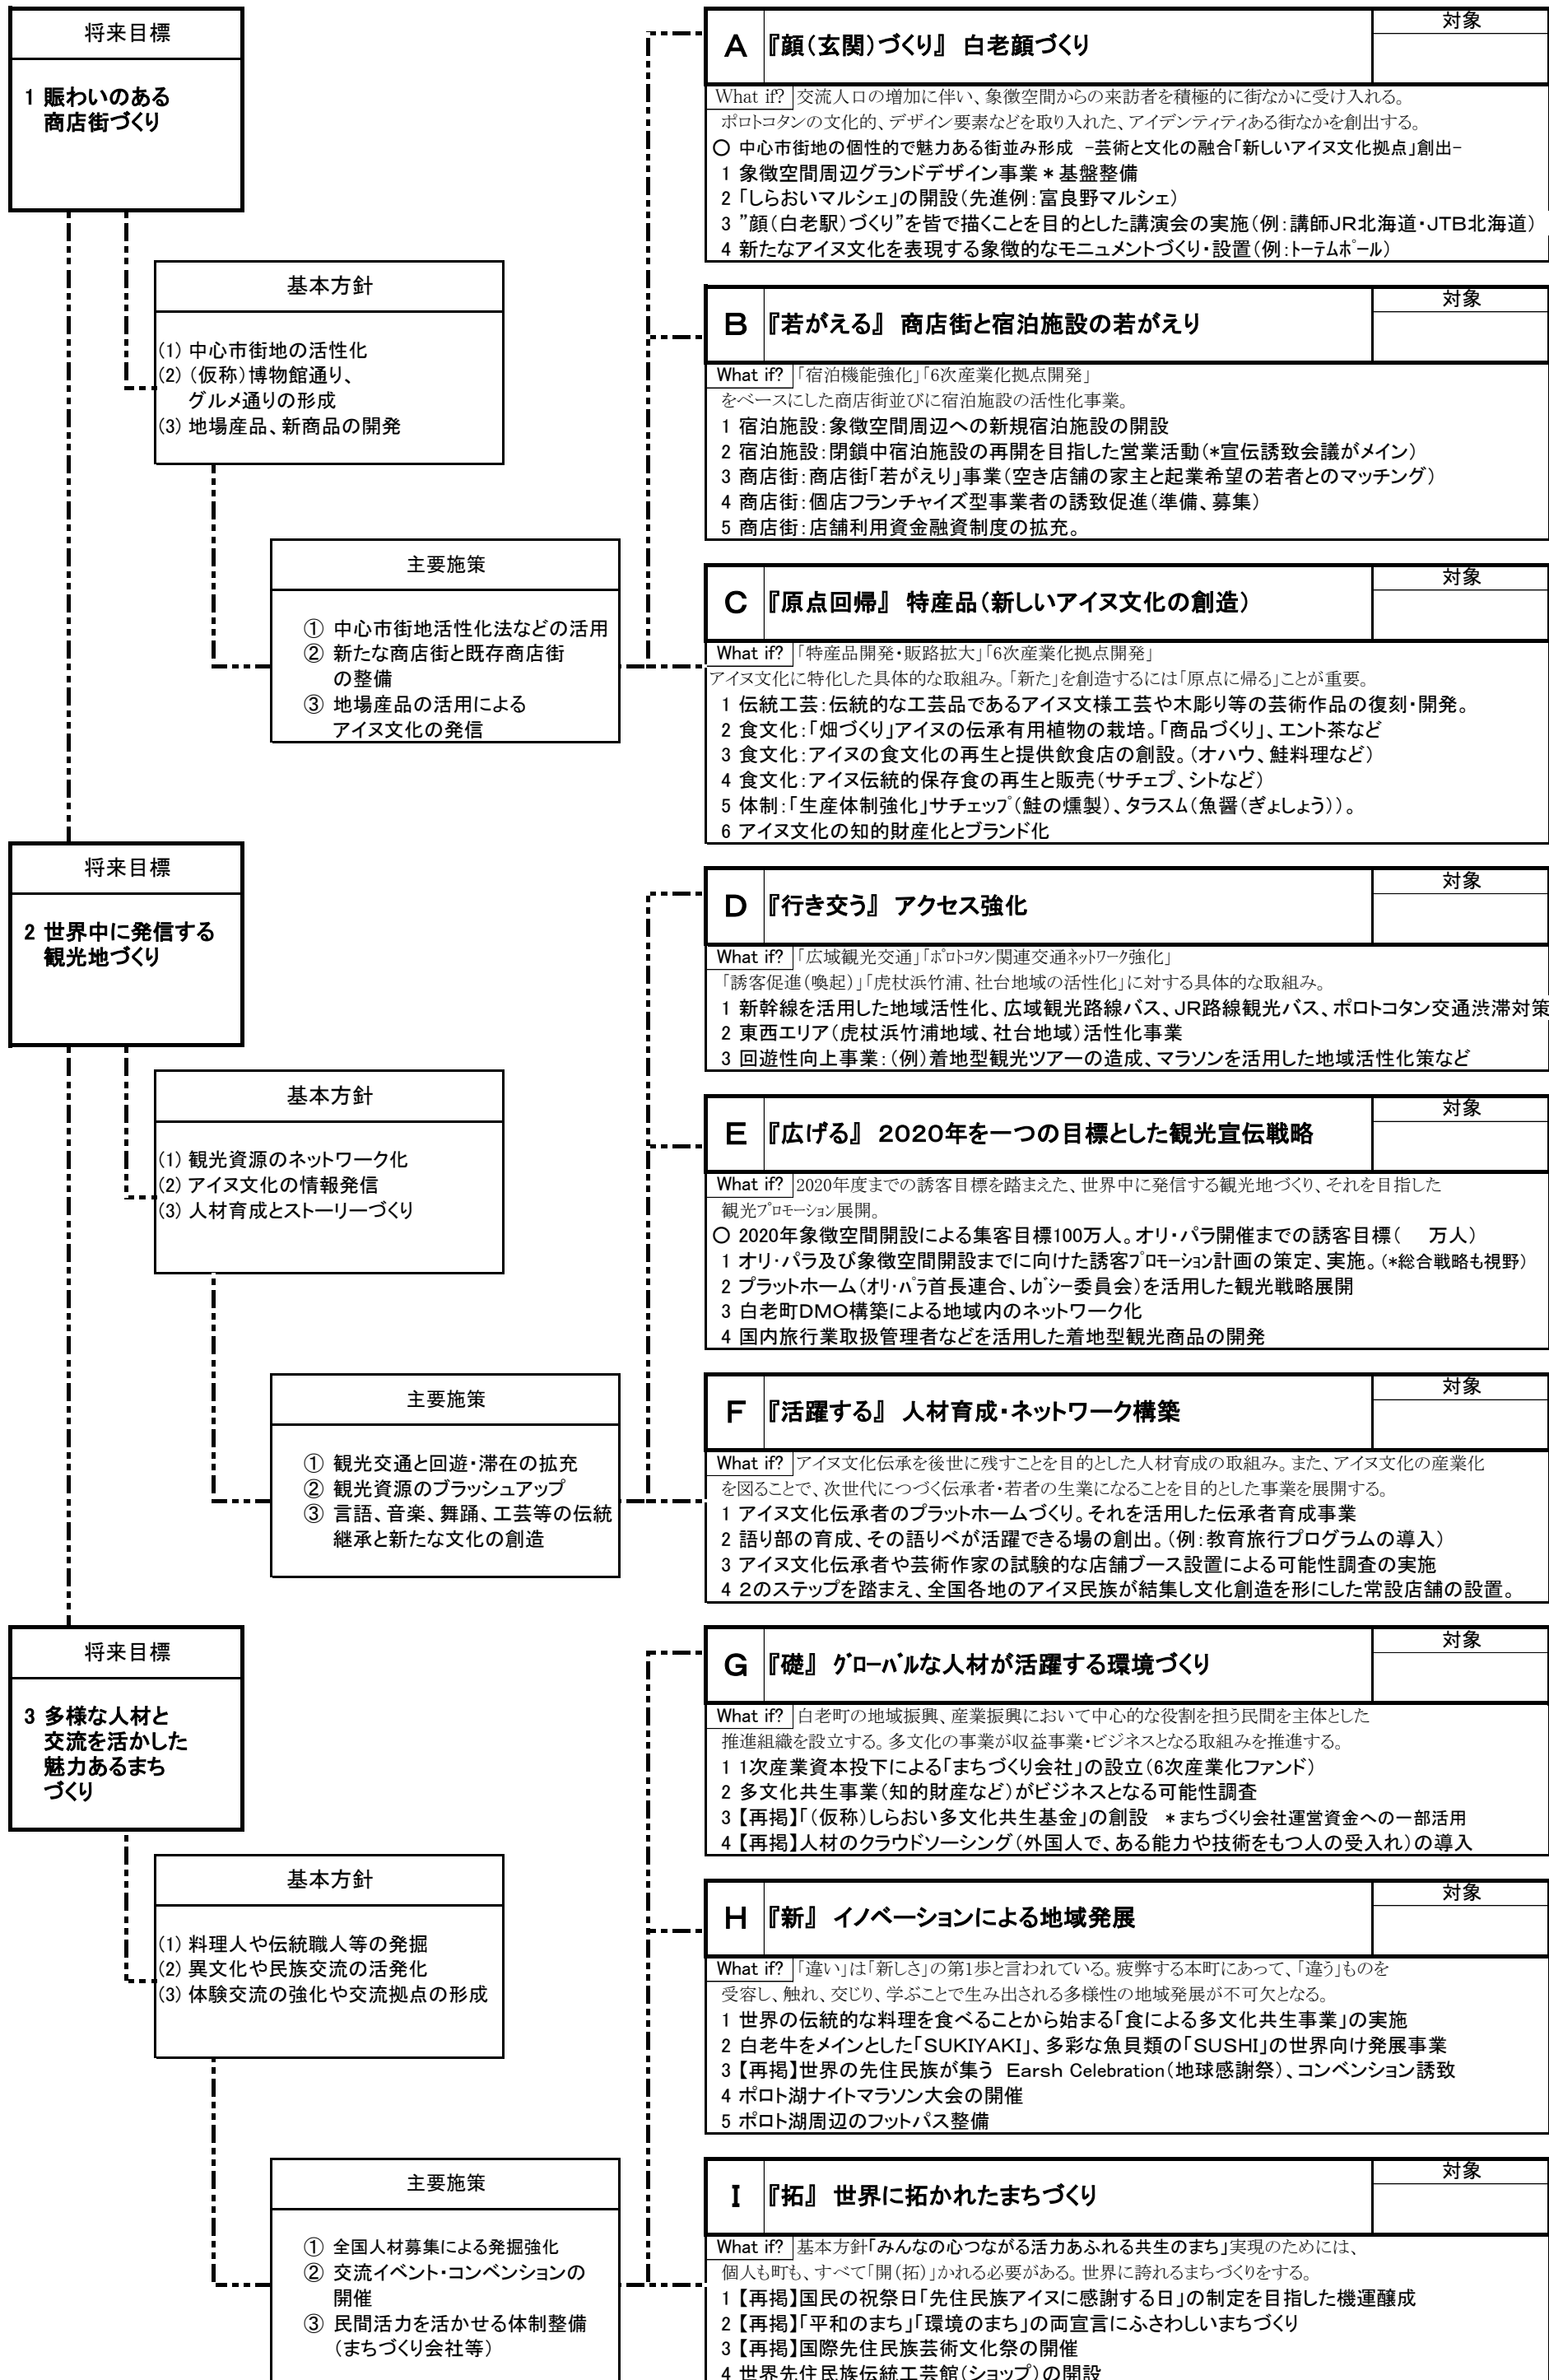 将来目標
1 賑わいのある
商店街づくり
基本方針
(1) 中心市街地の活性化
(2) (仮称)博物館通り、
グルメ通りの形成
(3) 地場産品、新商品の開発
主要施策
① 中心市街地活性化法などの活用
② 新たな商店街と既存商店街
の整備
③ 地場産品の活用による
アイヌ文化の発信
A 『顔(玄関)づくり』 白老顔づくり
対象
What if? 交流人口の増加に伴い、象徴空間からの来訪者を積極的に街なかに受け入れる。
ポロトコタンの文化的、デザイン要素などを取り入れた、アイデンティティある街なかを創出する。
○ 中心市街地の個性的で魅力ある街並み形成 -芸術と文化の融合「新しいアイヌ文化拠点」創出-
1 象徴空間周辺グランドデザイン事業*基盤整備
2 「しらおいマルシェ」の開設(先進例:富良野マルシェ)
3 ”顔(白老駅)づくり”を皆で描くことを目的とした講演会の実施(例:講師JR北海道・JTB北海道)
4 新たなアイヌ文化を表現する象徴的なモニュメントづくり・設置(例:トーテムポール)
B 『若がえる』 商店街と宿泊施設の若がえり
対象
What if? 「宿泊機能強化」「6次産業化拠点開発」
をベースにした商店街並びに宿泊施設の活性化事業。
1 宿泊施設:象徴空間周辺への新規宿泊施設の開設
2 宿泊施設:閉鎖中宿泊施設の再開を目指した営業活動(*宣伝誘致会議がメイン)
3 商店街:商店街「若がえり」事業(空き店舗の家主と起業希望の若者とのマッチング)
4 商店街:個店フランチャイズ型事業者の誘致促進(準備、募集)
5 商店街:店舗利用資金融資制度の拡充。
C 『原点回帰』 特産品(新しいアイヌ文化の創造)
対象
What if? 「特産品開発・販路拡大」「6次産業化拠点開発」
アイヌ文化に特化した具体的な取組み。「新た」を創造するには「原点に帰る」ことが重要。
1 伝統工芸:伝統的な工芸品であるアイヌ文様工芸や木彫り等の芸術作品の復刻・開発。
2 食文化:「畑づくり」アイヌの伝承有用植物の栽培。「商品づくり」、エント茶など
3 食文化:アイヌの食文化の再生と提供飲食店の創設。(オハウ、鮭料理など)
4 食文化:アイヌ伝統的保存食の再生と販売(サチェプ、シトなど)
5 体制:「生産体制強化」サチェップ(鮭の燻製)、タラスム(魚醤(ぎょしょう))。
6 アイヌ文化の知的財産化とブランド化
将来目標
2 世界中に発信する
観光地づくり
基本方針
(1) 観光資源のネットワーク化
(2) アイヌ文化の情報発信
(3) 人材育成とストーリーづくり
主要施策
① 観光交通と回遊・滞在の拡充
② 観光資源のブラッシュアップ
③ 言語、音楽、舞踊、工芸等の伝統
継承と新たな文化の創造
D 『行き交う』 アクセス強化
対象
What if? 「広域観光交通」「ポロトコタン関連交通ネットワーク強化」
「誘客促進(喚起)」「虎杖浜竹浦、社台地域の活性化」に対する具体的な取組み。
1 新幹線を活用した地域活性化、広域観光路線バス、JR路線観光バス、ポロトコタン交通渋滞対策
2 東西エリア(虎杖浜竹浦地域、社台地域)活性化事業
3 回遊性向上事業:(例)着地型観光ツアーの造成、マラソンを活用した地域活性化策など
E 『広げる』 2020年を一つの目標とした観光宣伝戦略
対象
What if? 2020年度までの誘客目標を踏まえた、世界中に発信する観光地づくり、それを目指した
観光プロモーション展開。
○ 2020年象徴空間開設による集客目標100万人。オリ・パラ開催までの誘客目標(　万人)
1 オリ・パラ及び象徴空間開設までに向けた誘客プロモーション計画の策定、実施。(*総合戦略も視野)
2 プラットホーム(オリ・パラ首長連合、レガシー委員会)を活用した観光戦略展開
3 白老町DMO構築による地域内のネットワーク化
4 国内旅行業取扱管理者などを活用した着地型観光商品の開発
F 『活躍する』 人材育成・ネットワーク構築
対象
What if? アイヌ文化伝承を後世に残すことを目的とした人材育成の取組み。また、アイヌ文化の産業化
を図ることで、次世代につづく伝承者・若者の生業になることを目的とした事業を展開する。
1 アイヌ文化伝承者のプラットホームづくり。それを活用した伝承者育成事業
2 語り部の育成、その語りべが活躍できる場の創出。(例:教育旅行プログラムの導入)
3 アイヌ文化伝承者や芸術作家の試験的な店舗ブース設置による可能性調査の実施
4 2のステップを踏まえ、全国各地のアイヌ民族が結集し文化創造を形にした常設店舗の設置。
将来目標
3 多様な人材と
交流を活かした
魅力あるまち
づくり
基本方針
(1) 料理人や伝統職人等の発掘
(2) 異文化や民族交流の活発化
(3) 体験交流の強化や交流拠点の形成
主要施策
① 全国人材募集による発掘強化
② 交流イベント・コンベンションの
開催
③ 民間活力を活かせる体制整備
(まちづくり会社等)
G 『礎』 グローバルな人材が活躍する環境づくり
対象
What if? 白老町の地域振興、産業振興において中心的な役割を担う民間を主体とした
推進組織を設立する。多文化の事業が収益事業・ビジネスとなる取組みを推進する。
1 1次産業資本投下による「まちづくり会社」の設立(6次産業化ファンド)
2 多文化共生事業(知的財産など)がビジネスとなる可能性調査
3 【再掲】「(仮称)しらおい多文化共生基金」の創設 *まちづくり会社運営資金への一部活用
4 【再掲】人材のクラウドソーシング(外国人で、ある能力や技術をもつ人の受入れ)の導入
H 『新』 イノベーションによる地域発展
対象
What if? 「違い」は「新しさ」の第1歩と言われている。疲弊する本町にあって、「違う」ものを
受容し、触れ、交じり、学ぶことで生み出される多様性の地域発展が不可欠となる。
1 世界の伝統的な料理を食べることから始まる「食による多文化共生事業」の実施
2 白老牛をメインとした「SUKIYAKI」、多彩な魚貝類の「SUSHI」の世界向け発展事業
3 【再掲】世界の先住民族が集う Earsh Celebration(地球感謝祭)、コンベンション誘致
4 ポロト湖ナイトマラソン大会の開催
5 ポロト湖周辺のフットパス整備
I 『拓』 世界に拓かれたまちづくり
対象
What if? 基本方針「みんなの心つながる活力あふれる共生のまち」実現のためには、
個人も町も、すべて「開(拓)」かれる必要がある。世界に誇れるまちづくりをする。
1 【再掲】国民の祝祭日「先住民族アイヌに感謝する日」の制定を目指した機運醸成
2 【再掲】「平和のまち」「環境のまち」の両宣言にふさわしいまちづくり
3 【再掲】国際先住民族芸術文化祭の開催
4 世界先住民族伝統工芸館(ショップ)の開設